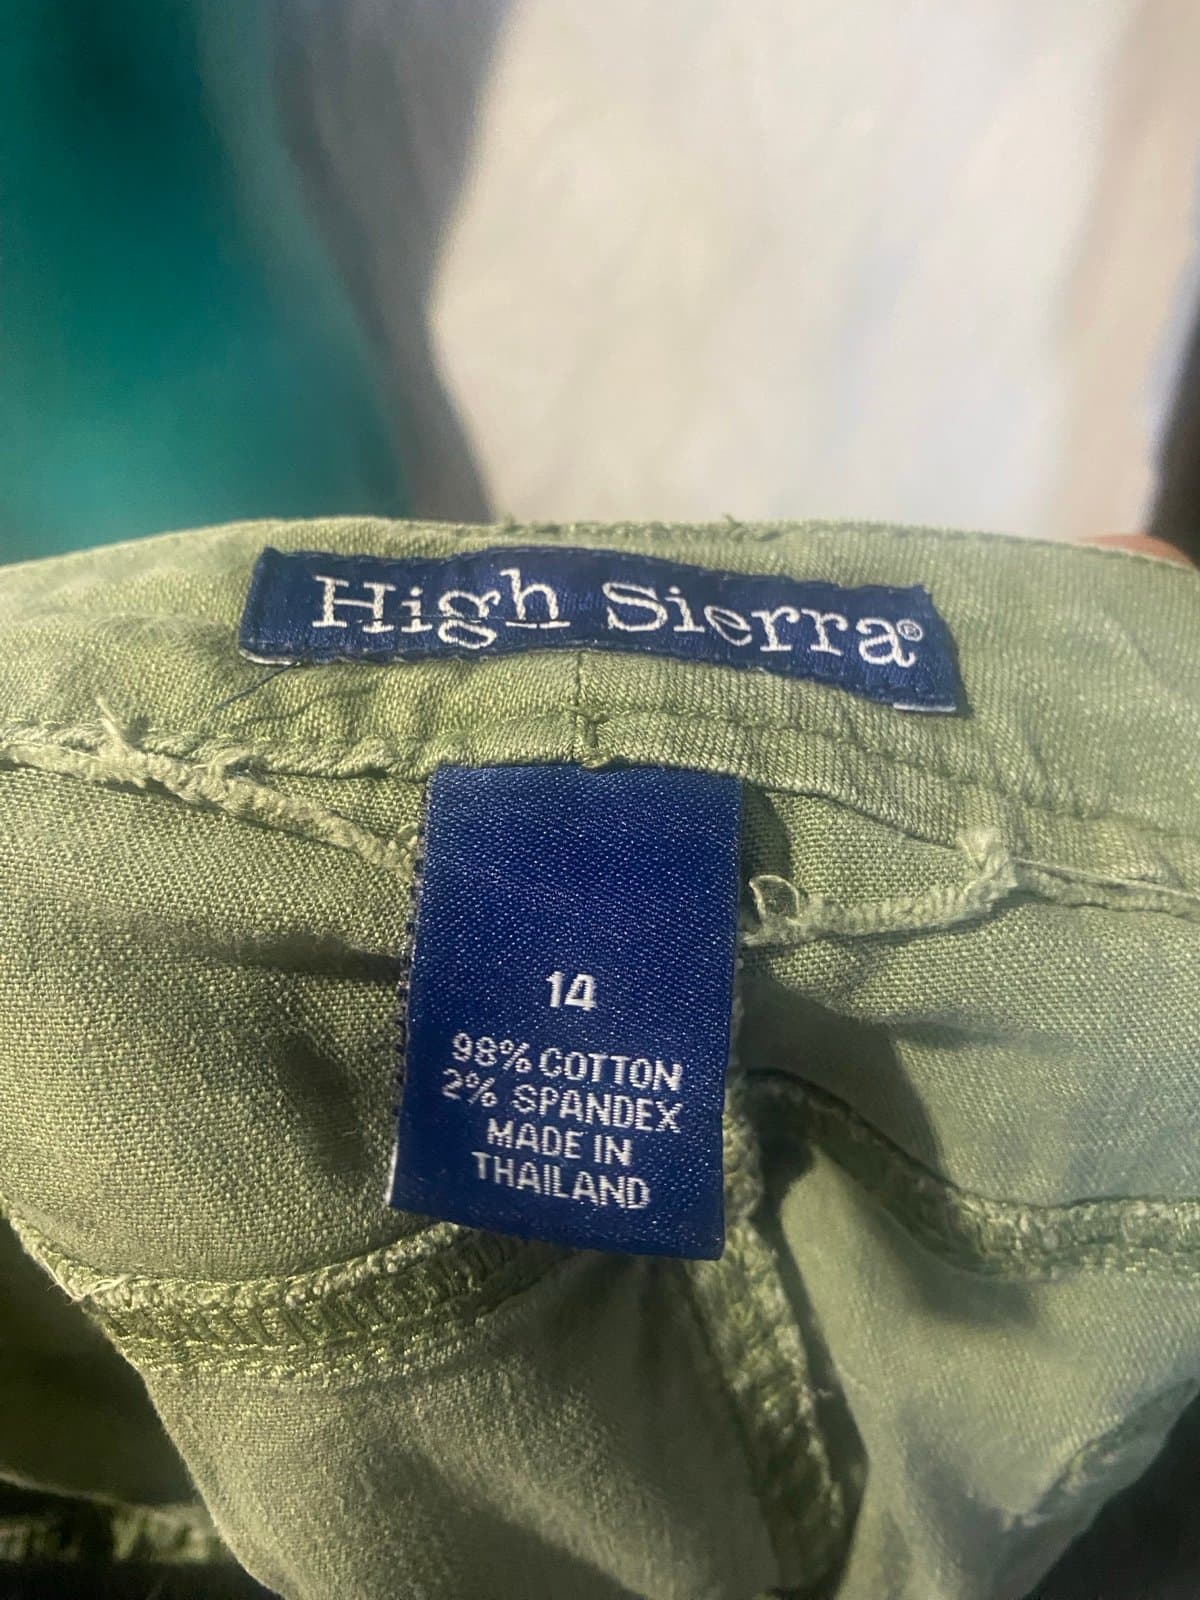 High Sierra®
14
98% COTTON
2% SPANDEX
MADE IN
THAILAND